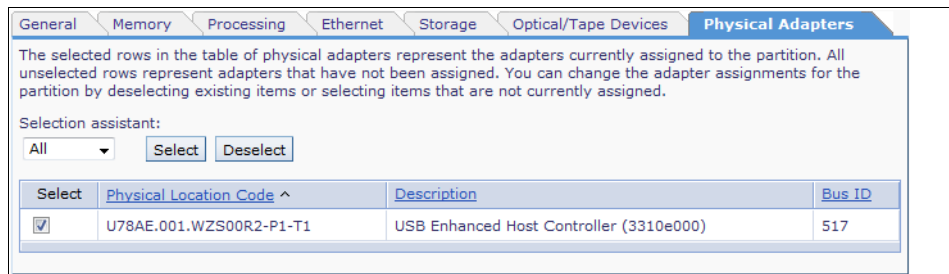 General Memory Processing Ethernet Storage Optical/Tape Devices Physical Adapters
The selected rows in the table of physical adapters represent the adapters currently assigned to the partition. All
unselected rows represent adapters that have not been assigned. You can change the adapter assignments for the
partition by deselecting existing items or selecting items that are not currently assigned.
Selection assistant:
All Select Deselect
Select Physical Location Code ^ Description Bus ID
U78AE.001.WZS00R2-P1-T1 USB Enhanced Host Controller (3310e000) 517